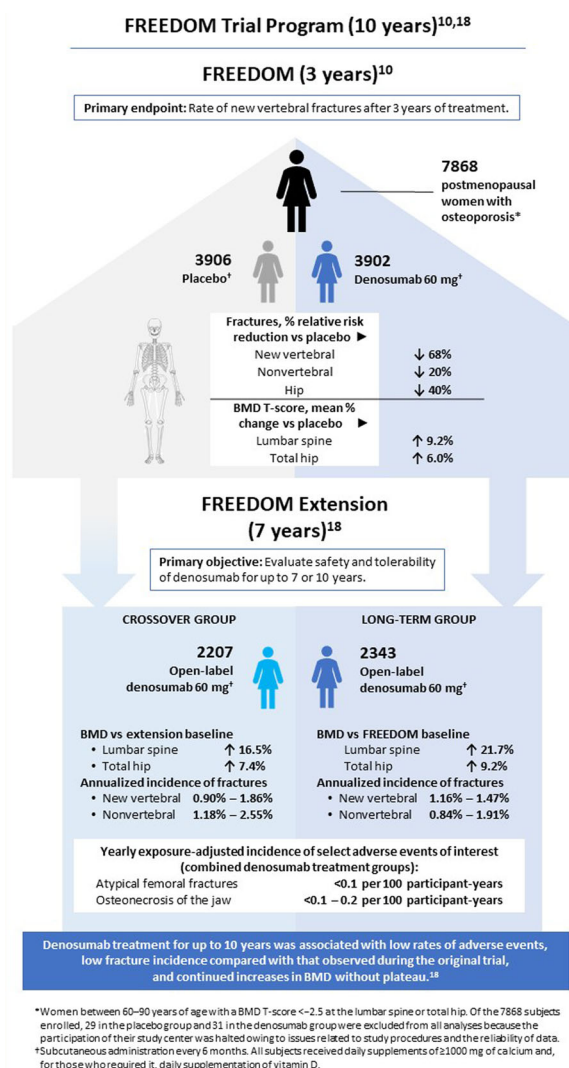 FREEDOM Trial Program (10 years)10,18
FREEDOM (3 years)10
Primary endpoint: Rate of new vertebral fractures after 3 years of treatment.
7868
postmenopausal
women with
osteoporosis*
3906
Placebo†
3902
Denosumab 60 mg†
Fractures, % relative risk
reduction vs placebo ►
New vertebral ↓ 68%
Nonvertebral ↓ 20%
Hip ↓ 40%
BMD T-score, mean %
change vs placebo ►
Lumbar spine ↑ 9.2%
Total hip ↑ 6.0%
FREEDOM Extension
(7 years)18
Primary objective: Evaluate safety and tolerability
of denosumab for up to 7 or 10 years.
CROSSOVER GROUP
2207
Open-label
denosumab 60 mg†
BMD vs extension baseline
• Lumbar spine ↑ 16.5%
• Total hip ↑ 7.4%
Annualized incidence of fractures
• New vertebral 0.90% – 1.86%
• Nonvertebral 1.18% – 2.55%
LONG-TERM GROUP
2343
Open-label
denosumab 60 mg†
BMD vs FREEDOM baseline
Lumbar spine ↑ 21.7%
Total hip ↑ 9.2%
Annualized incidence of fractures
• New vertebral 1.16% – 1.47%
• Nonvertebral 0.84% – 1.91%
Yearly exposure-adjusted incidence of select adverse events of interest
(combined denosumab treatment groups):
Atypical femoral fractures <0.1 per 100 participant-years
Osteonecrosis of the jaw <0.1 – 0.2 per 100 participant-years
Denosumab treatment for up to 10 years was associated with low rates of adverse events,
low fracture incidence compared with that observed during the original trial,
and continued increases in BMD without plateau.18
*Women between 60–90 years of age with a BMD T-score <−2.5 at the lumbar spine or total hip. Of the 7868 subjects
enrolled, 29 in the placebo group and 31 in the denosumab group were excluded from all analyses because the
participation of their study center was halted owing to issues related to study procedures and the reliability of data.
†Subcutaneous administration every 6 months. All subjects received daily supplements of ≥1000 mg of calcium and,
for those who required it, daily supplementation of vitamin D.